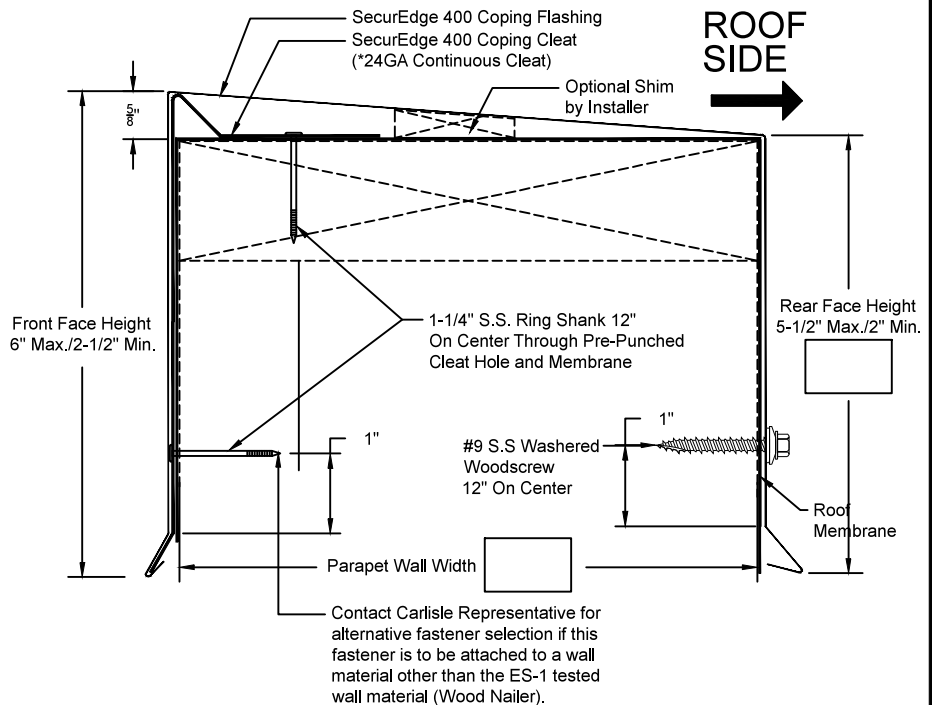 SecurEdge 400 Coping Flashing
SecurEdge 400 Coping Cleat
(*24GA Continuous Cleat)
ROOF
SIDE
Optional Shim
by Installer
5/8"
Front Face Height
6" Max./2-1/2" Min.
1-1/4" S.S. Ring Shank 12"
On Center Through Pre-Punched
Cleat Hole and Membrane
Rear Face Height
5-1/2" Max./2" Min.
1"
1"
#9 S.S Washered
Woodscrew
12" On Center
Roof
Membrane
Parapet Wall Width
Contact Carlisle Representative for
alternative fastener selection if this
fastener is to be attached to a wall
material other than the ES-1 tested
wall material (Wood Nailer).